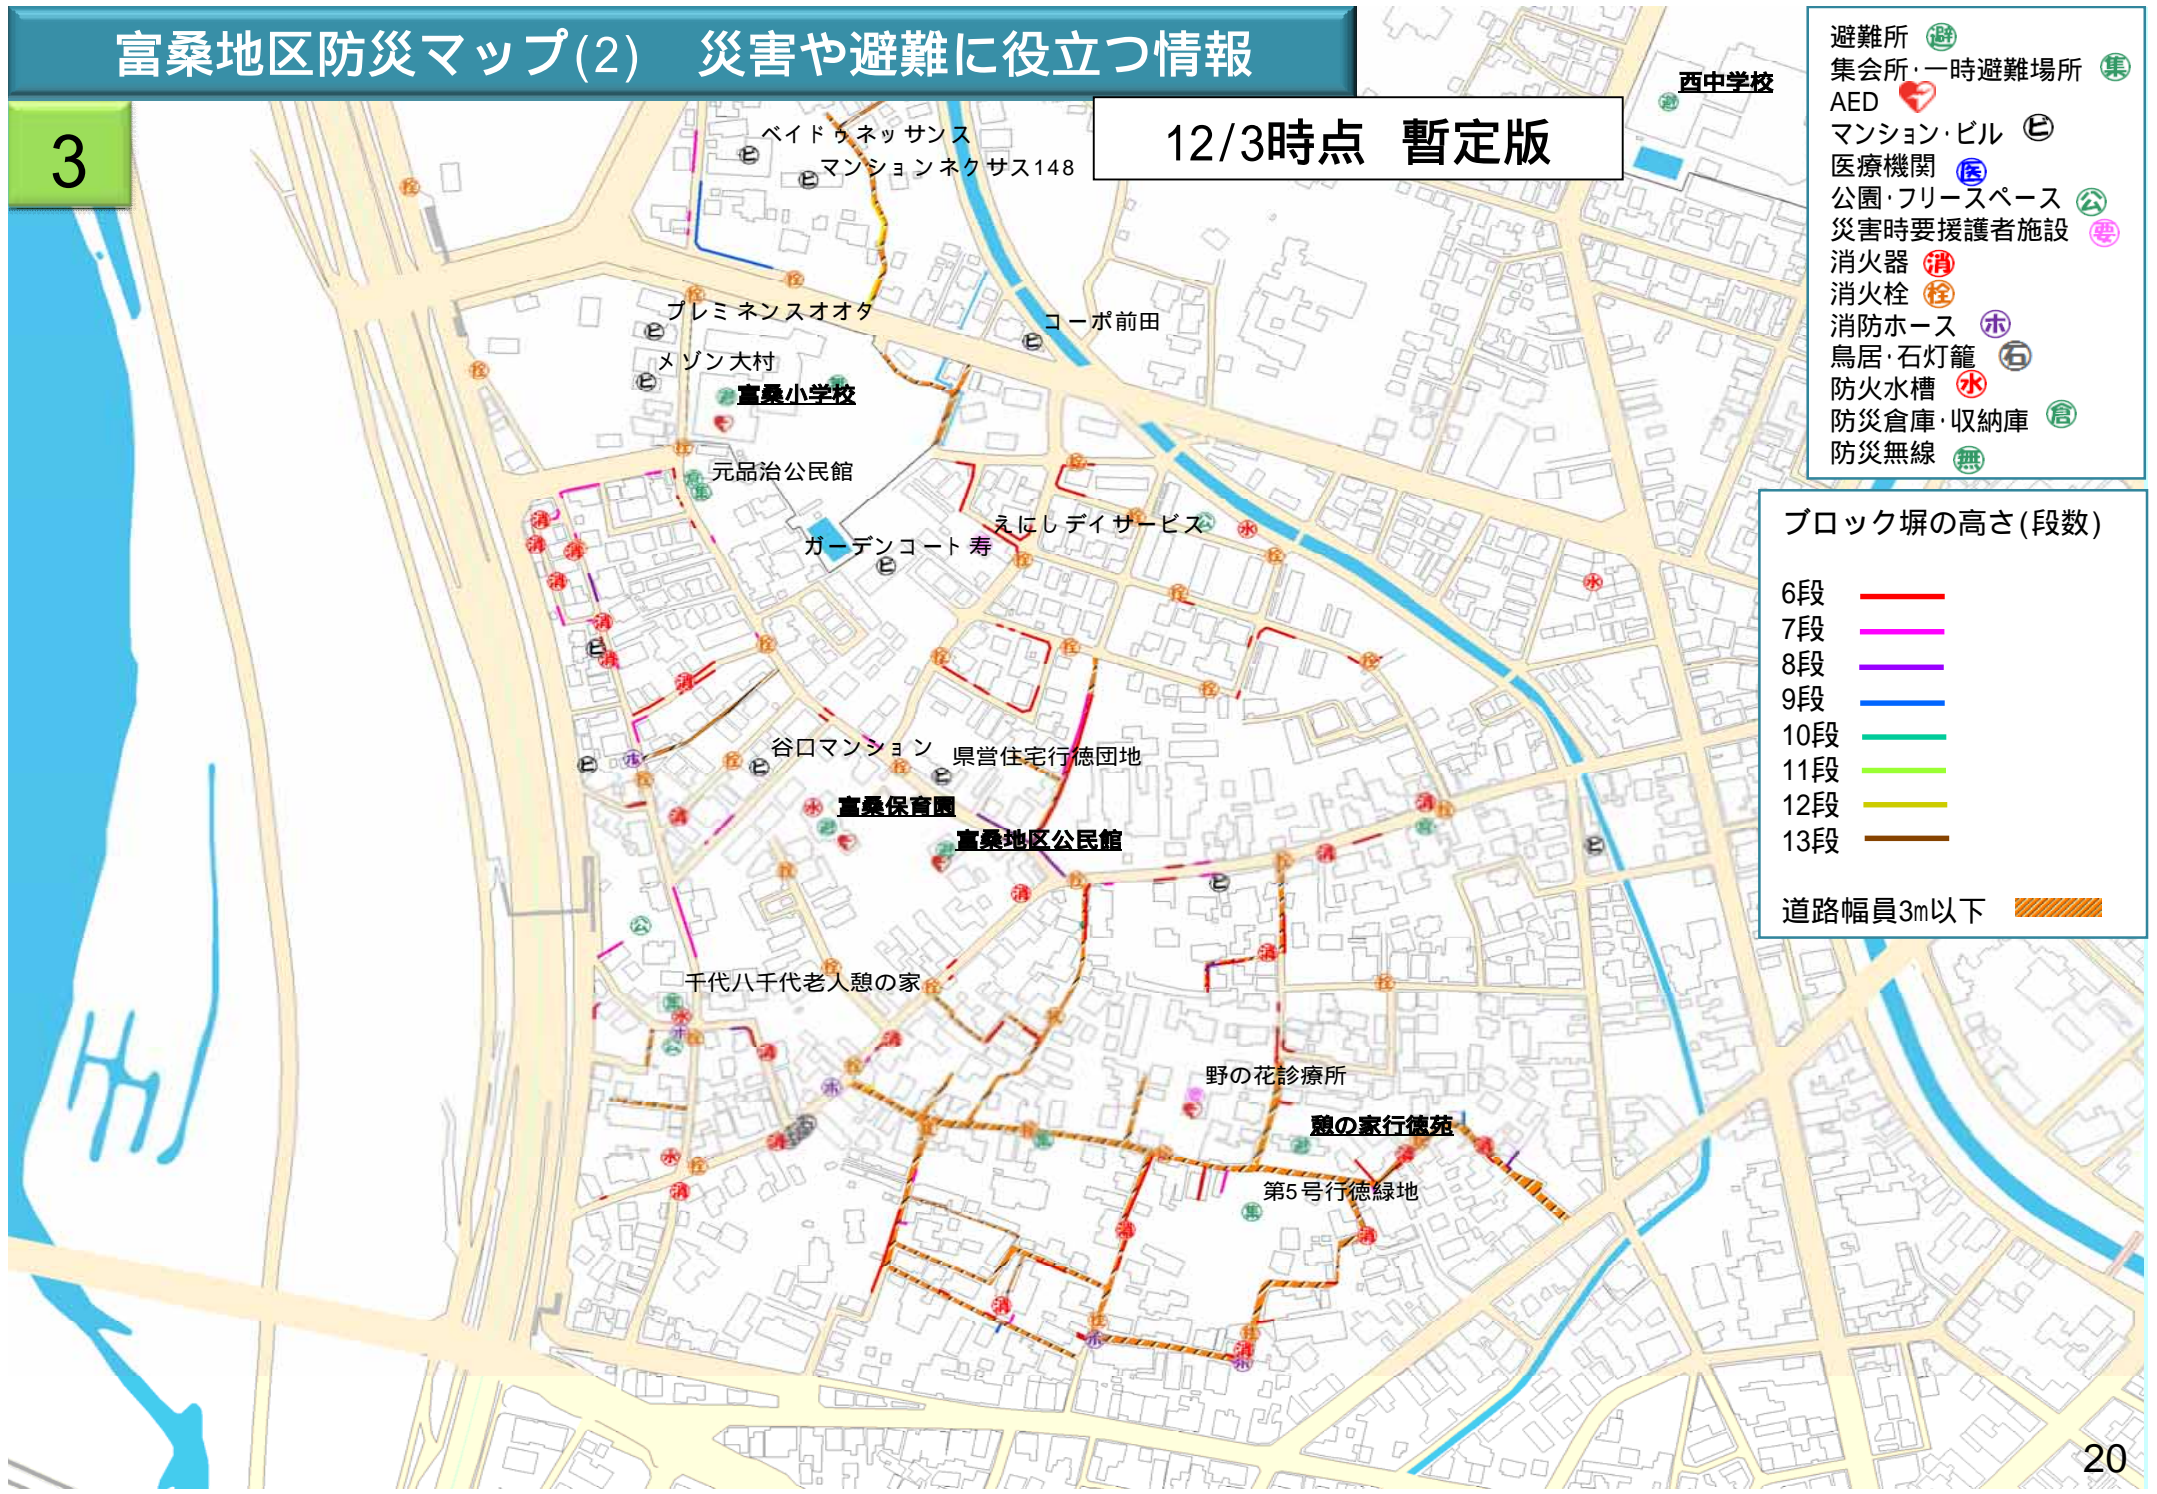 富桑地区防災マップ(2)　災害や避難に役立つ情報
3
12/3時点　暫定版
西中学校
避難所 避
集会所・一時避難場所 集
AED
マンション・ビル ビ
医療機関 医
公園・フリースペース 公
災害時要援護者施設 要
消火器 消
消火栓 栓
消防ホース ホ
鳥居・石灯籠 石
防火水槽 水
防災倉庫・収納庫 倉
防災無線 無
ブロック塀の高さ(段数)
6段
7段
8段
9段
10段
11段
12段
13段
道路幅員3m以下
ベイドゥネッサンス
マンションネクサス148
プレミネンスオオタ
コーポ前田
メゾン大村
富桑小学校
元品治公民館
えにしデイサービス
ガーデンコート寿
谷口マンション
県営住宅行徳団地
富桑保育園
富桑地区公民館
千代八千代老人憩の家
野の花診療所
憩の家行徳苑
第5号行徳緑地
20